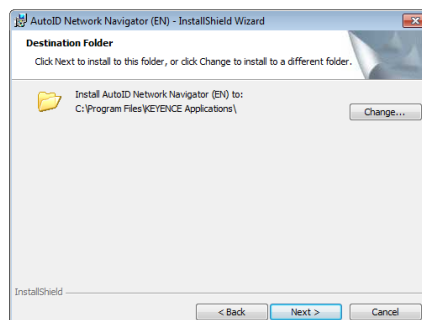 AutoID Network Navigator (EN) - InstallShield Wizard
Destination Folder
Click Next to install to this folder, or click Change to install to a different folder.
Install AutoID Network Navigator (EN) to:
C:\Program Files\KEYENCE Applications\
Change...
InstallShield
< Back
Next >
Cancel